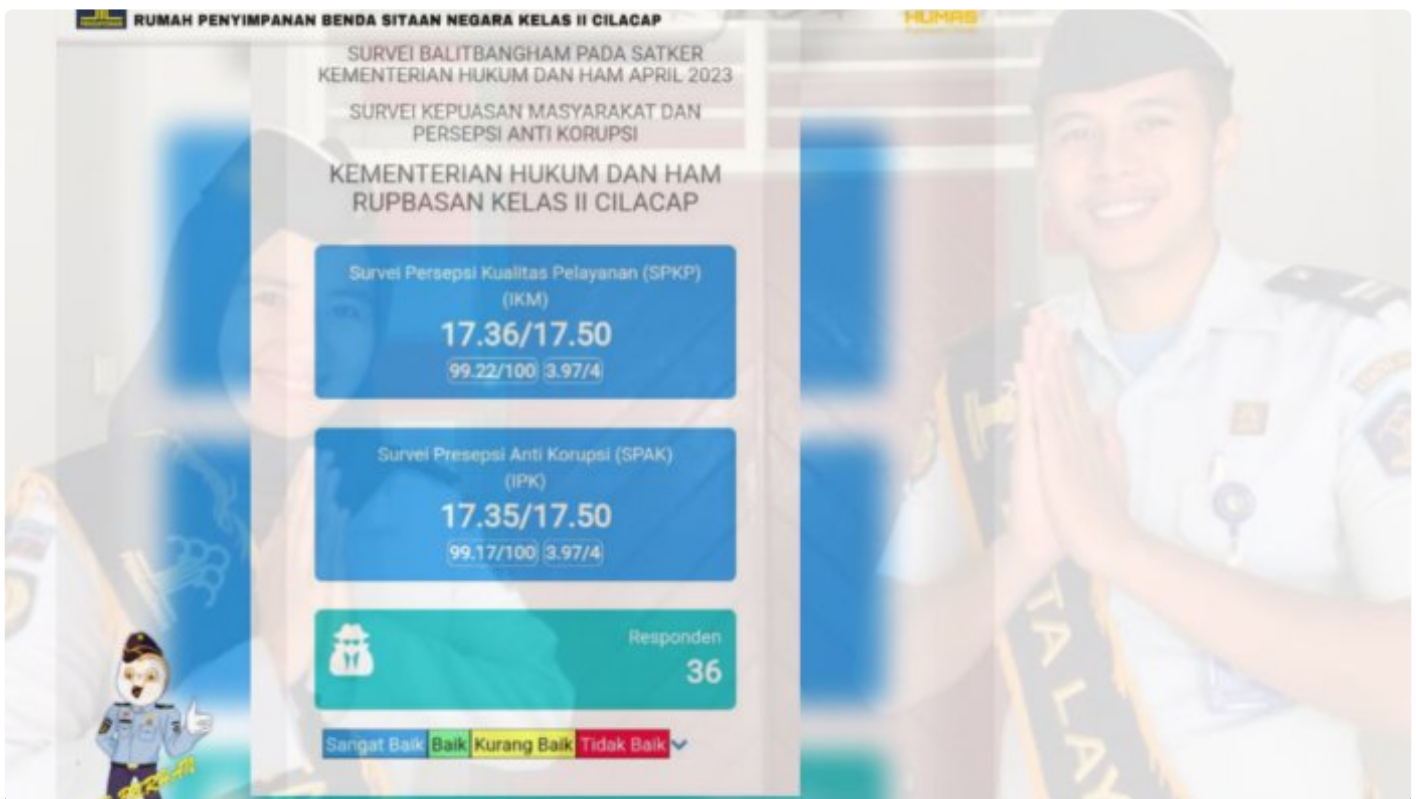 RUMAH PENYIMPANAN BENDA SITAAN NEGARA KELAS II CILACAP
HUMAS
SURVEI BALITBANGHAM PADA SATKER
KEMENTERIAN HUKUM DAN HAM APRIL 2023
SURVEI KEPUASAN MASYARAKAT DAN
PERSEPSI ANTI KORUPSI
KEMENTERIAN HUKUM DAN HAM
RUPBASAN KELAS II CILACAP
Survei Persepsi Kualitas Pelayanan (SPKP)
(IKM)
17.36/17.50
99.22/100 3.97/4
Survei Presepsi Anti Korupsi (SPAK)
(IPK)
17.35/17.50
99.17/100 3.97/4
Responden
36
Sangat Baik Baik Kurang Baik Tidak Baik